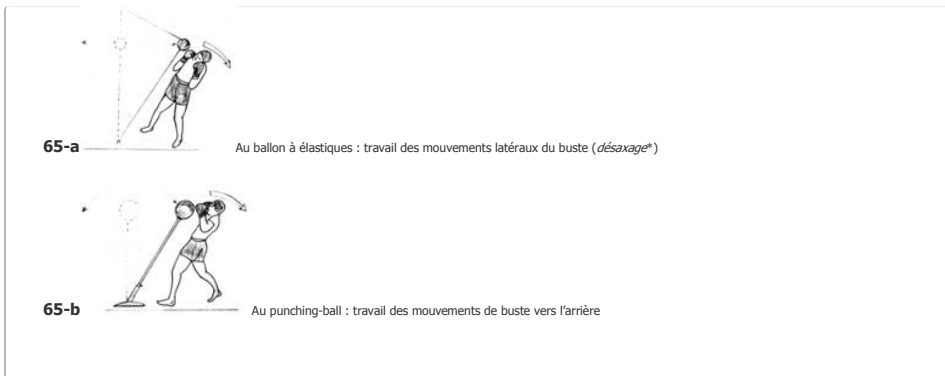 65-a Au ballon à élastiques : travail des mouvements latéraux du buste (désaxage*)
65-b Au punching-ball : travail des mouvements de buste vers l’arrière